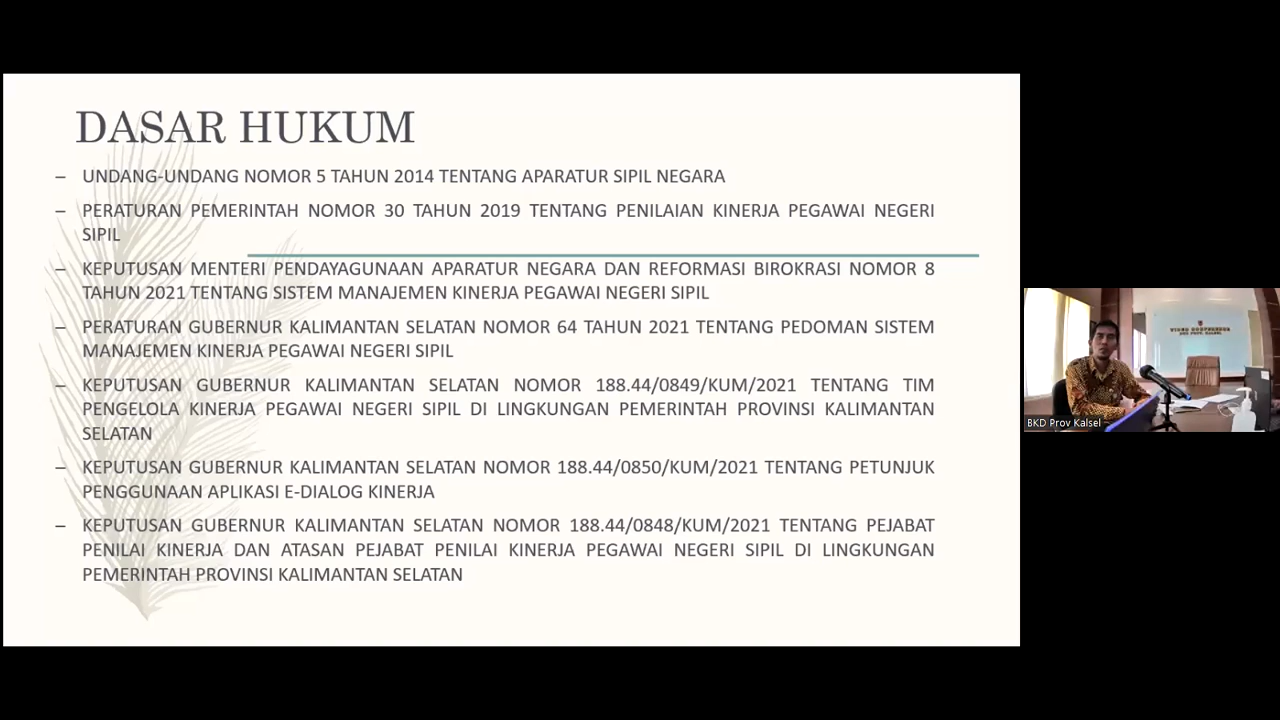 DASAR HUKUM
– UNDANG-UNDANG NOMOR 5 TAHUN 2014 TENTANG APARATUR SIPIL NEGARA
– PERATURAN PEMERINTAH NOMOR 30 TAHUN 2019 TENTANG PENILAIAN KINERJA PEGAWAI NEGERI
SIPIL
– KEPUTUSAN MENTERI PENDAYAGUNAAN APARATUR NEGARA DAN REFORMASI BIROKRASI NOMOR 8
TAHUN 2021 TENTANG SISTEM MANAJEMEN KINERJA PEGAWAI NEGERI SIPIL
– PERATURAN GUBERNUR KALIMANTAN SELATAN NOMOR 64 TAHUN 2021 TENTANG PEDOMAN SISTEM
MANAJEMEN KINERJA PEGAWAI NEGERI SIPIL
– KEPUTUSAN GUBERNUR KALIMANTAN SELATAN NOMOR 188.44/0849/KUM/2021 TENTANG TIM
PENGELOLA KINERJA PEGAWAI NEGERI SIPIL DI LINGKUNGAN PEMERINTAH PROVINSI KALIMANTAN
SELATAN
– KEPUTUSAN GUBERNUR KALIMANTAN SELATAN NOMOR 188.44/0850/KUM/2021 TENTANG PETUNJUK
PENGGUNAAN APLIKASI E-DIALOG KINERJA
– KEPUTUSAN GUBERNUR KALIMANTAN SELATAN NOMOR 188.44/0848/KUM/2021 TENTANG PEJABAT
PENILAI KINERJA DAN ATASAN PEJABAT PENILAI KINERJA PEGAWAI NEGERI SIPIL DI LINGKUNGAN
PEMERINTAH PROVINSI KALIMANTAN SELATAN
BKD Prov Kalsel